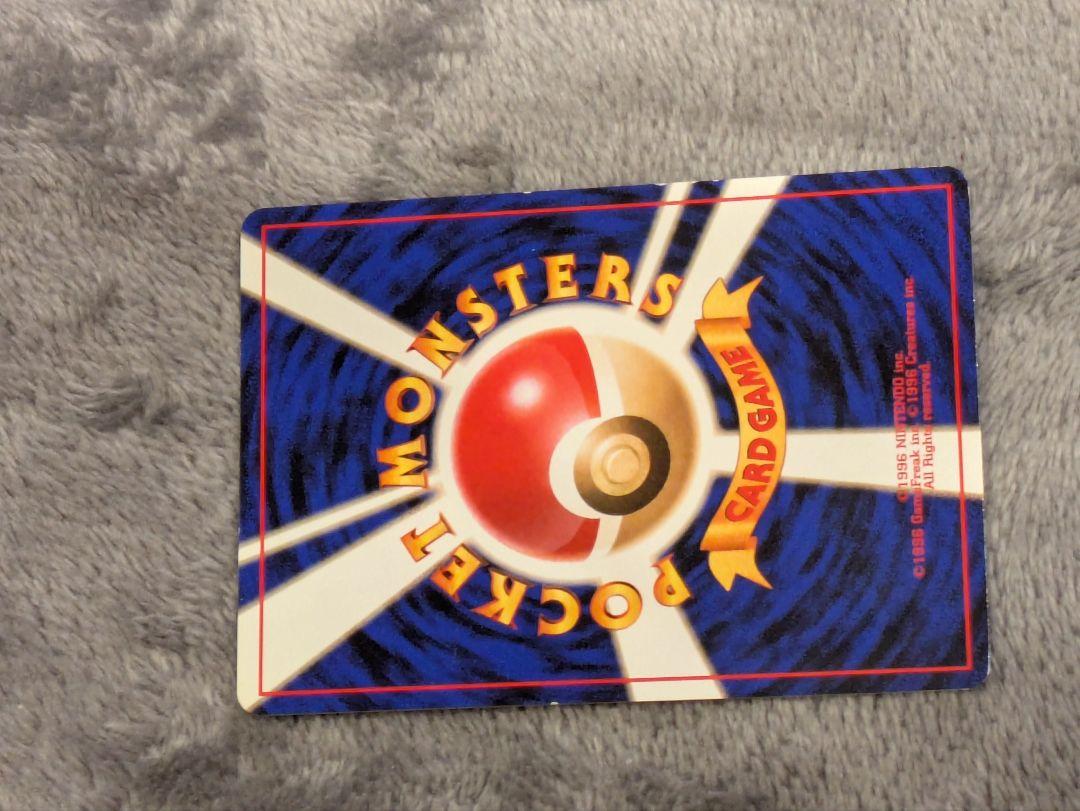 POCKET MONSTERS
CARD GAME
©1996 NINTENDO inc.
©1996 GameFreak inc. ©1996 Creatures inc.
All Rights reserved.